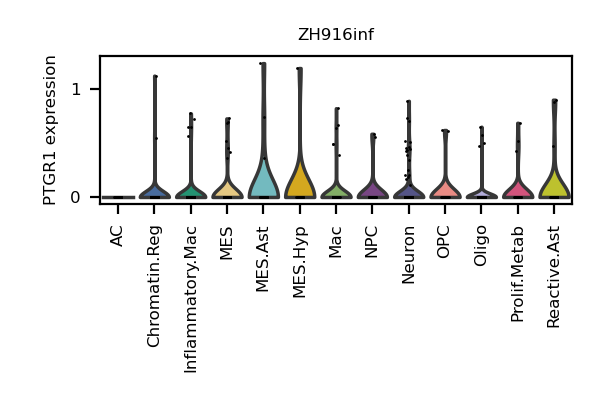 ZH916inf
PTGR1 expression
1
0
AC
Chromatin.Reg
Inflammatory.Mac
MES
MES.Ast
MES.Hyp
Mac
NPC
Neuron
OPC
Oligo
Prolif.Metab
Reactive.Ast